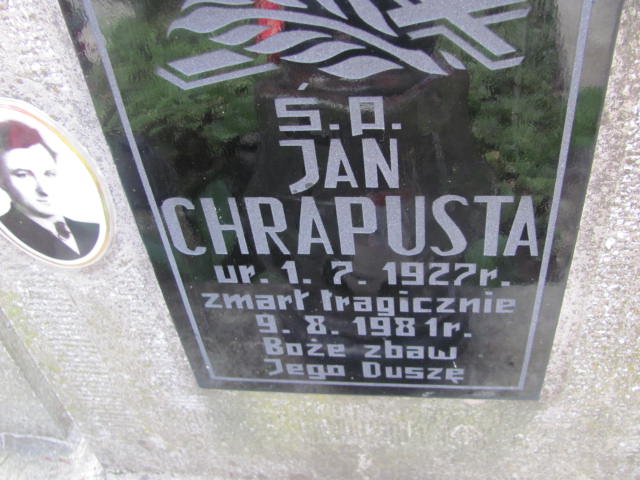 Ś.P.
JAN
CHRAPUSTA
ur. 1. 7. 1927r.
zmarł tragicznie
9. 8. 1981r.
Boże zbaw
Jego Duszę